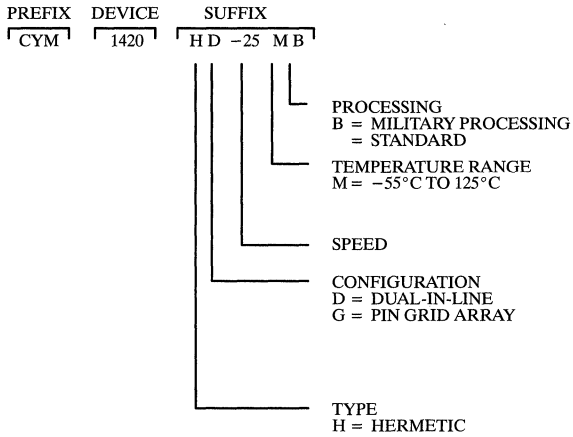 PREFIX DEVICE SUFFIX
CYM 1420 H D −25 M B
PROCESSING
B = MILITARY PROCESSING
= STANDARD
TEMPERATURE RANGE
M = −55°C TO 125°C
SPEED
CONFIGURATION
D = DUAL-IN-LINE
G = PIN GRID ARRAY
TYPE
H = HERMETIC